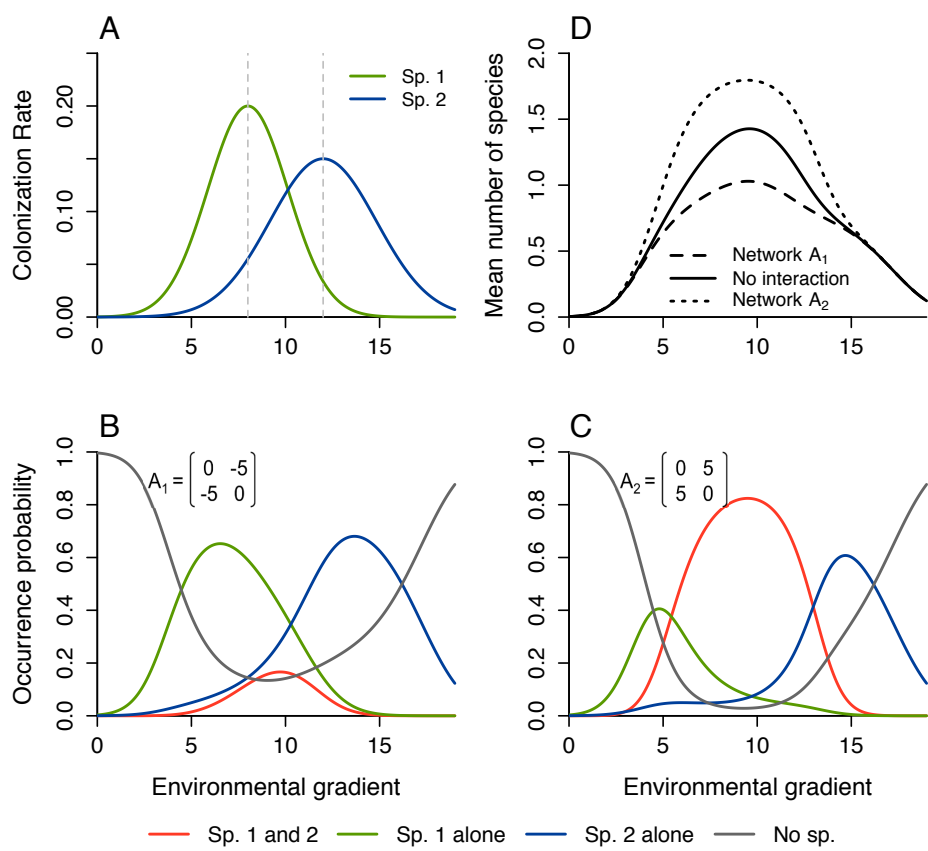 A
Colonization Rate
0.00 0.10 0.20
Sp. 1
Sp. 2
0 5 10 15
D
Mean number of species
0.0 0.5 1.0 1.5 2.0
Network A1
No interaction
Network A2
0 5 10 15
B
Occurrence probability
0.0 0.2 0.4 0.6 0.8 1.0
A1 = 0 -5
-5 0
0 5 10 15
Environmental gradient
C
0.0 0.2 0.4 0.6 0.8 1.0
A2 = 0 5
5 0
0 5 10 15
Environmental gradient
Sp. 1 and 2 Sp. 1 alone Sp. 2 alone No sp.